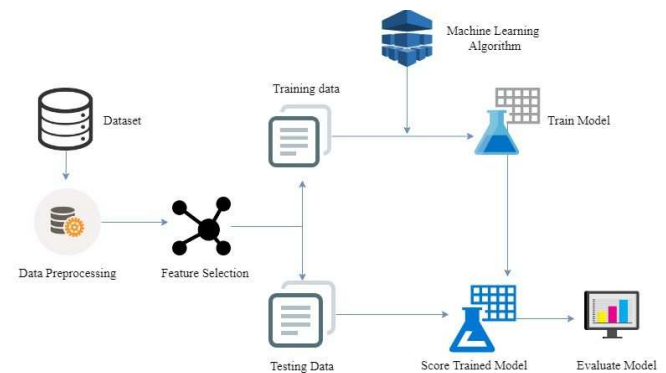 Machine Learning
Algorithm
Training data
Dataset
Train Model
Data Preprocessing
Feature Selection
Testing Data
Score Trained Model
Evaluate Model